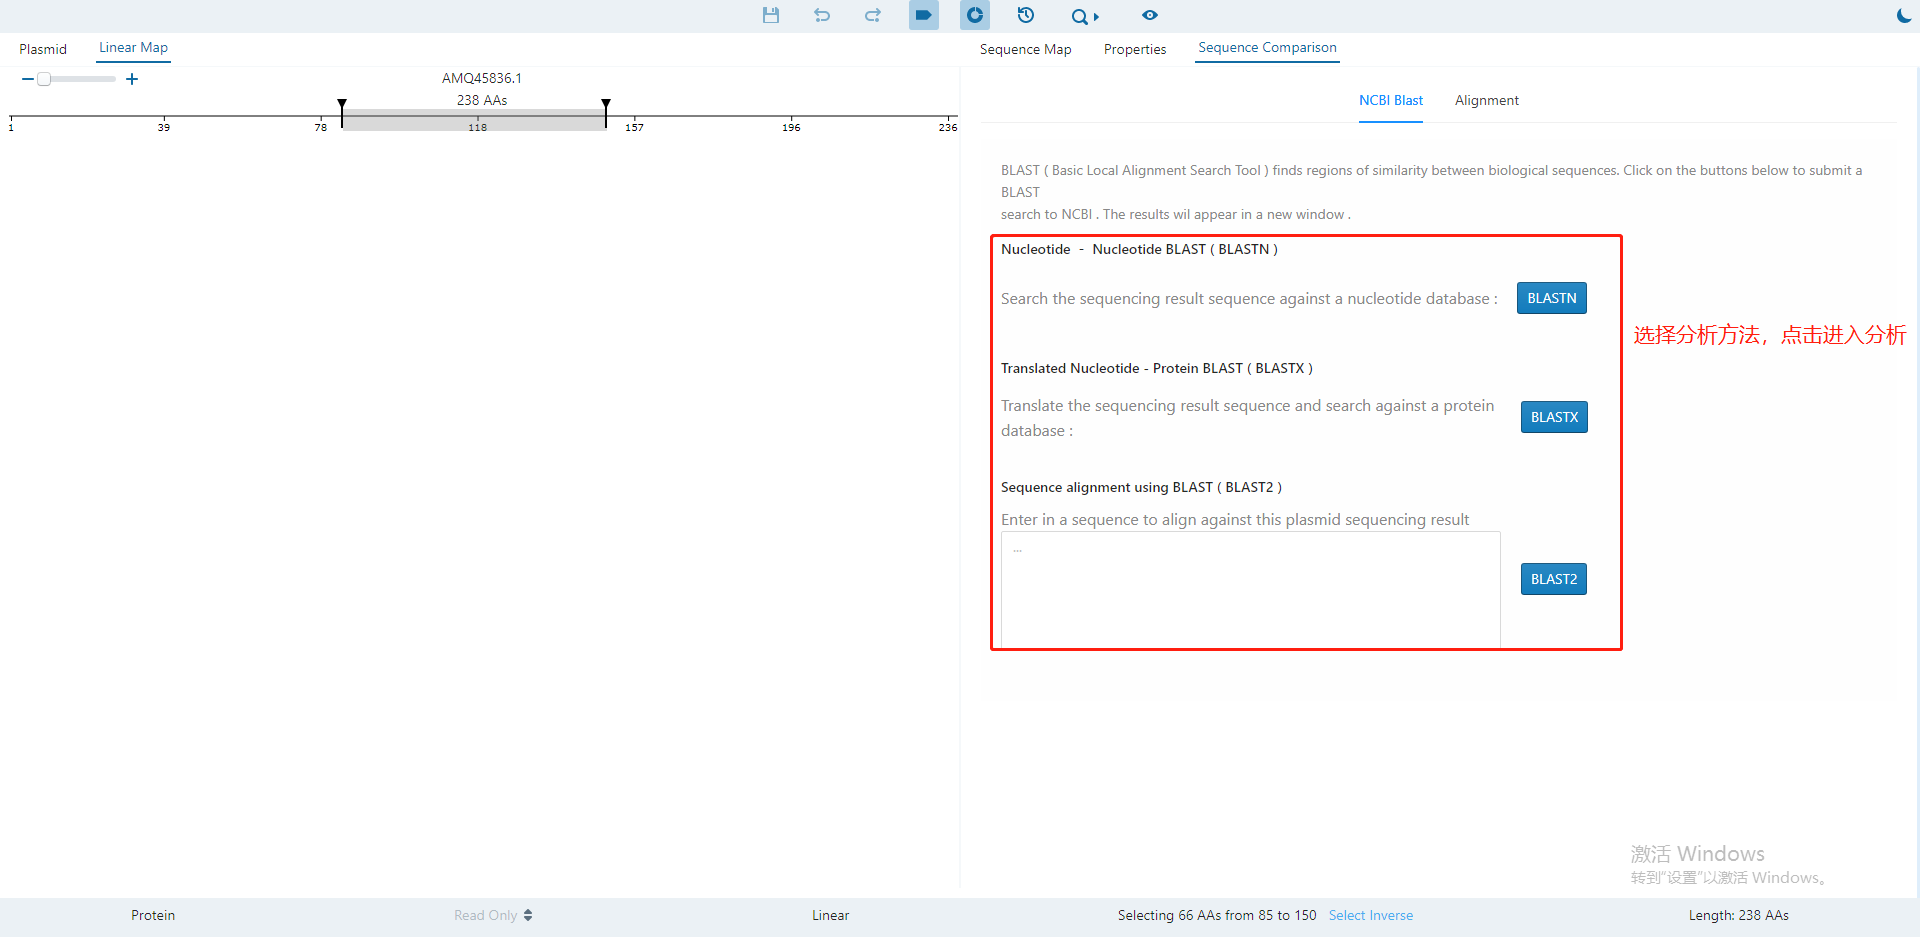 Plasmid
Linear Map
Sequence Map
Properties
Sequence Comparison
AMQ45836.1
238 AAs
1 39 78 118 157 196 236
NCBI Blast
Alignment
BLAST ( Basic Local Alignment Search Tool ) finds regions of similarity between biological sequences. Click on the buttons below to submit a
BLAST
search to NCBI . The results wil appear in a new window .
Nucleotide - Nucleotide BLAST ( BLASTN )
Search the sequencing result sequence against a nucleotide database :
BLASTN
选择分析方法，点击进入分析
Translated Nucleotide - Protein BLAST ( BLASTX )
Translate the sequencing result sequence and search against a protein
database :
BLASTX
Sequence alignment using BLAST ( BLAST2 )
Enter in a sequence to align against this plasmid sequencing result
...
BLAST2
激活 Windows
转到“设置”以激活 Windows。
Protein
Read Only
Linear
Selecting 66 AAs from 85 to 150
Select Inverse
Length: 238 AAs